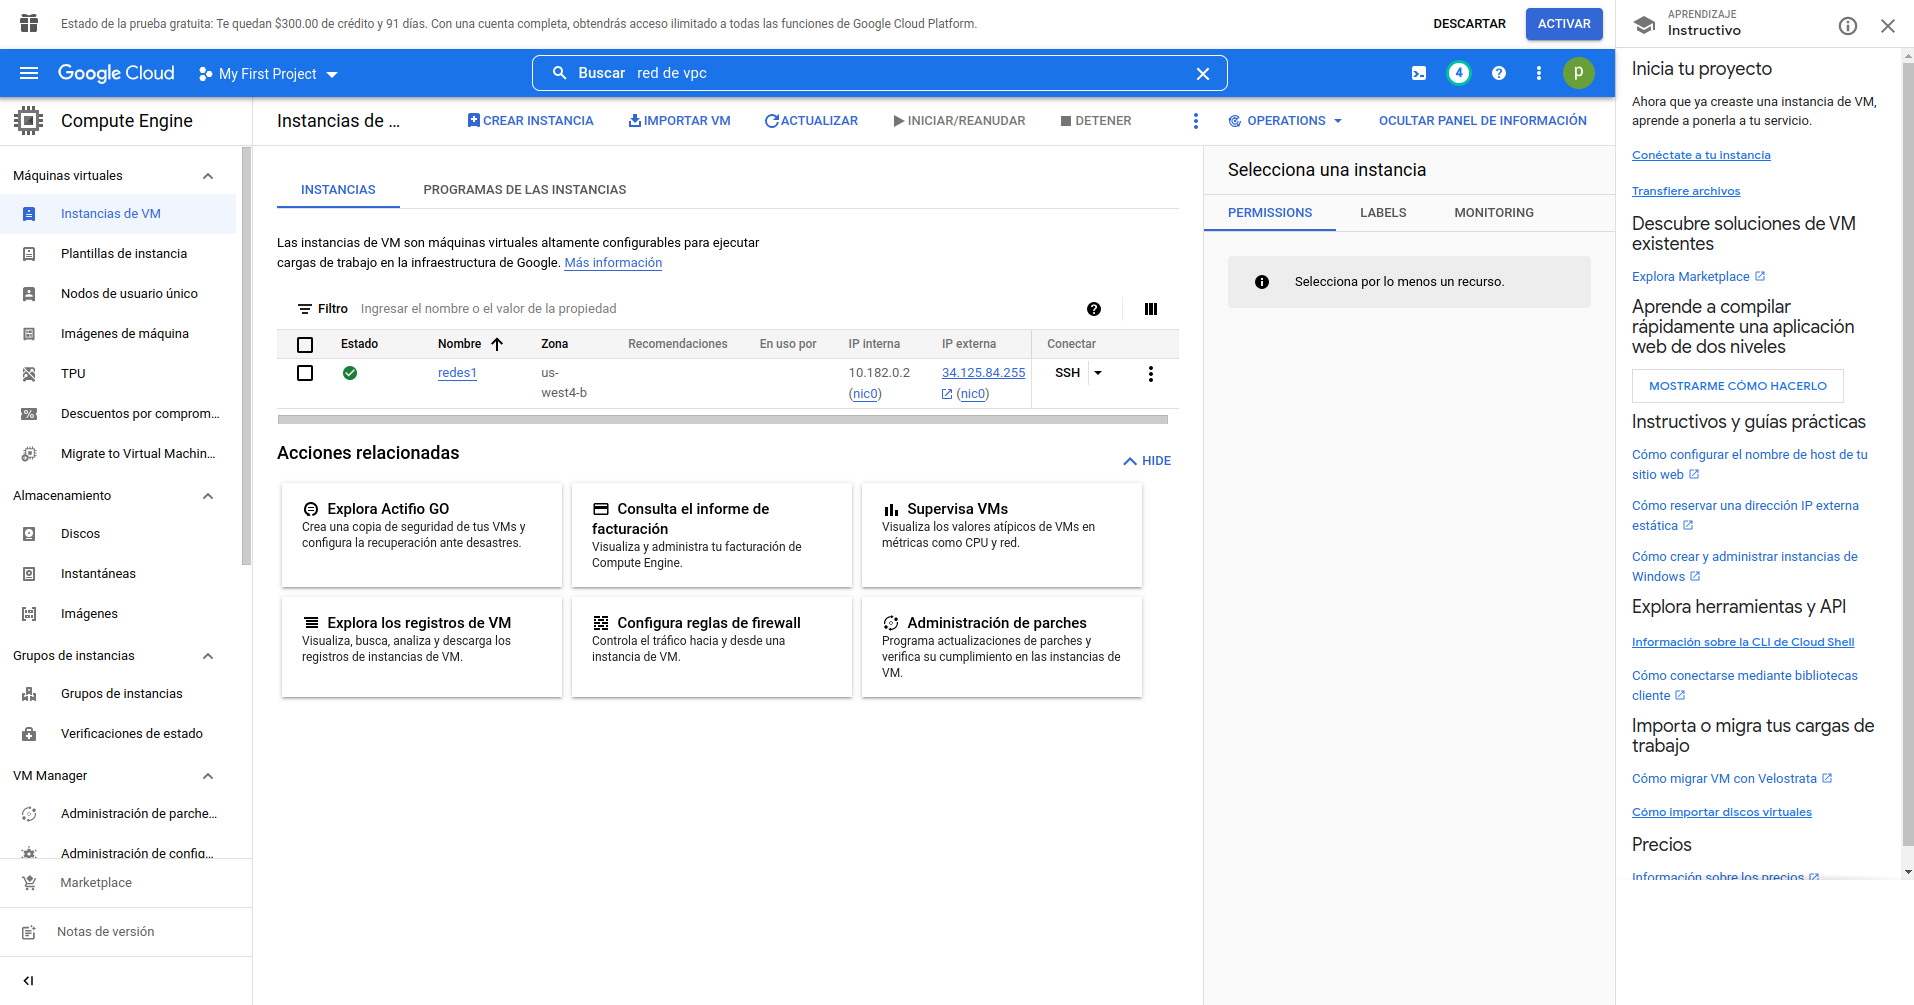 Estado de la prueba gratuita: Te quedan $300.00 de crédito y 91 días. Con una cuenta completa, obtendrás acceso ilimitado a todas las funciones de Google Cloud Platform.
DESCARTAR
ACTIVAR
Google Cloud
My First Project
Buscar red de vpc
4
p
Compute Engine
Máquinas virtuales
Instancias de VM
Plantillas de instancia
Nodos de usuario único
Imágenes de máquina
TPU
Descuentos por comprom...
Migrate to Virtual Machin...
Almacenamiento
Discos
Instantáneas
Imágenes
Grupos de instancias
Grupos de instancias
Verificaciones de estado
VM Manager
Administración de parche...
Administración de config...
Marketplace
Notas de versión
Instancias de ...
CREAR INSTANCIA
IMPORTAR VM
ACTUALIZAR
INICIAR/REANUDAR
DETENER
OPERATIONS
OCULTAR PANEL DE INFORMACIÓN
INSTANCIAS
PROGRAMAS DE LAS INSTANCIAS
Las instancias de VM son máquinas virtuales altamente configurables para ejecutar
cargas de trabajo en la infraestructura de Google. Más información
Filtro Ingresar el nombre o el valor de la propiedad
Estado Nombre Zona Recomendaciones En uso por IP interna IP externa Conectar
redes1 us- 10.182.0.2 34.125.84.255 SSH
west4-b (nic0) (nic0)
Acciones relacionadas
HIDE
Explora Actifio GO
Crea una copia de seguridad de tus VMs y
configura la recuperación ante desastres.
Consulta el informe de
facturación
Visualiza y administra tu facturación de
Compute Engine.
Supervisa VMs
Visualiza los valores atípicos de VMs en
métricas como CPU y red.
Explora los registros de VM
Visualiza, busca, analiza y descarga los
registros de instancias de VM.
Configura reglas de firewall
Controla el tráfico hacia y desde una
instancia de VM.
Administración de parches
Programa actualizaciones de parches y
verifica su cumplimiento en las instancias de
VM.
Selecciona una instancia
PERMISSIONS
LABELS
MONITORING
Selecciona por lo menos un recurso.
APRENDIZAJE
Instructivo
Inicia tu proyecto
Ahora que ya creaste una instancia de VM,
aprende a ponerla a tu servicio.
Conéctate a tu instancia
Transfiere archivos
Descubre soluciones de VM
existentes
Explora Marketplace
Aprende a compilar
rápidamente una aplicación
web de dos niveles
MOSTRARME CÓMO HACERLO
Instructivos y guías prácticas
Cómo configurar el nombre de host de tu
sitio web
Cómo reservar una dirección IP externa
estática
Cómo crear y administrar instancias de
Windows
Explora herramientas y API
Información sobre la CLI de Cloud Shell
Cómo conectarse mediante bibliotecas
cliente
Importa o migra tus cargas de
trabajo
Cómo migrar VM con Velostrata
Cómo importar discos virtuales
Precios
Información sobre los precios